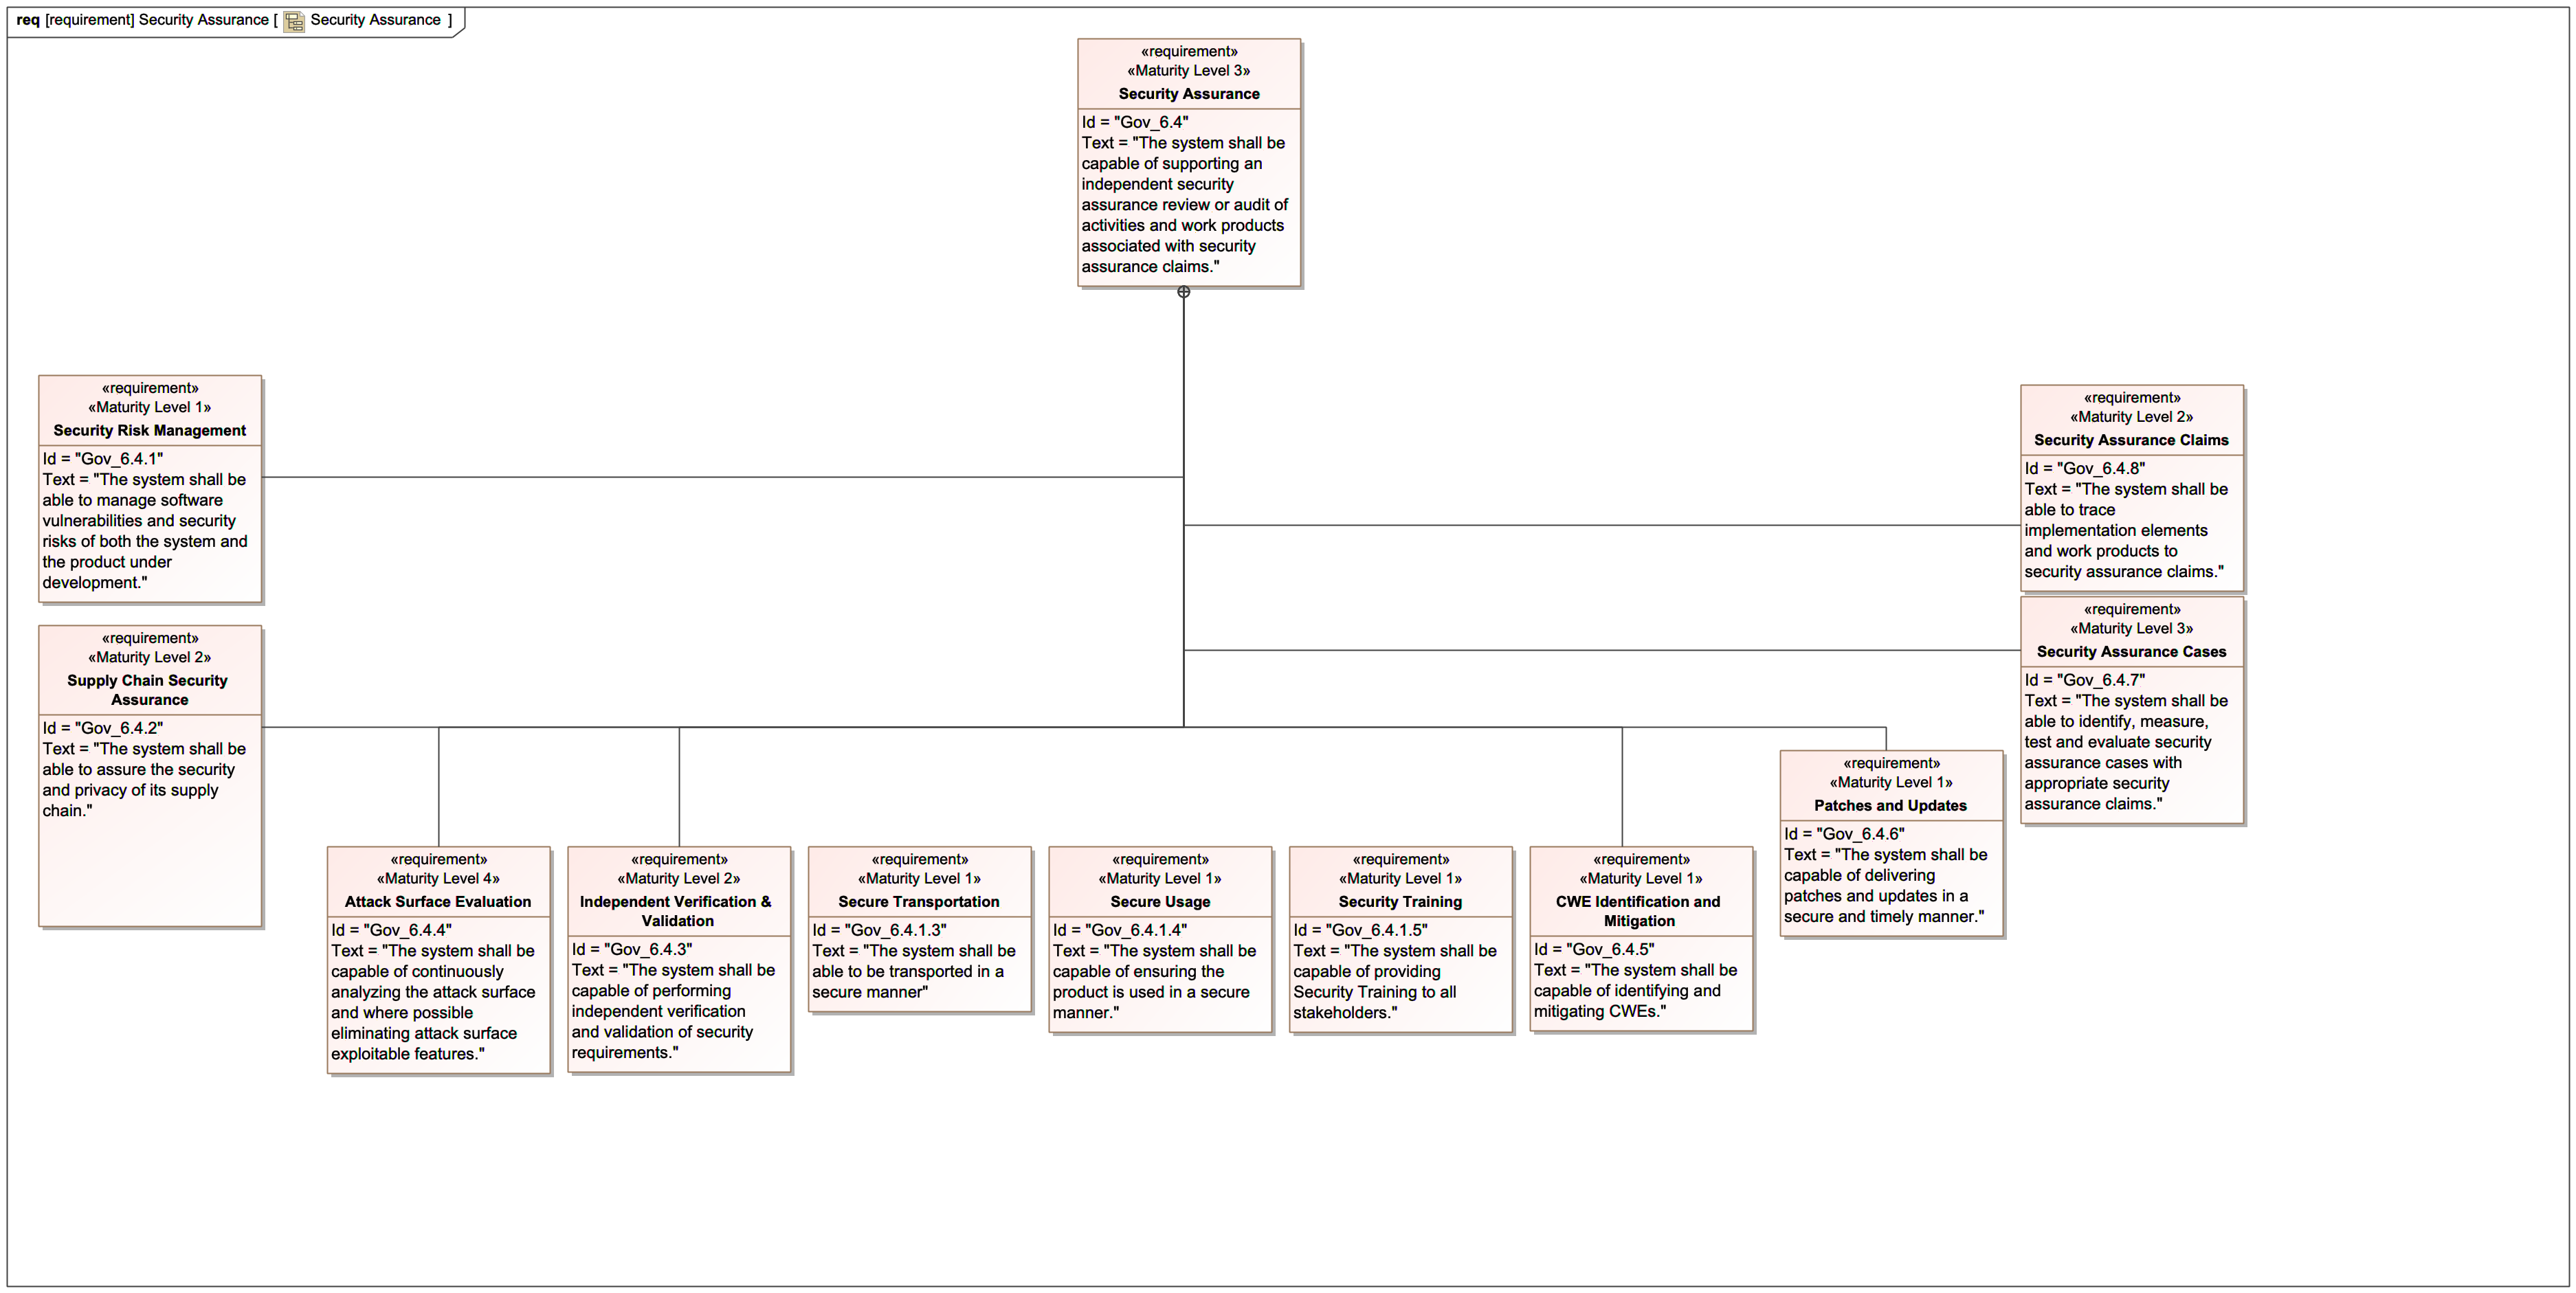 req [requirement] Security Assurance [ Security Assurance ]
«requirement»
«Maturity Level 3»
Security Assurance
Id = "Gov_6.4"
Text = "The system shall be
capable of supporting an
independent security
assurance review or audit of
activities and work products
associated with security
assurance claims."
«requirement»
«Maturity Level 1»
Security Risk Management
Id = "Gov_6.4.1"
Text = "The system shall be
able to manage software
vulnerabilities and security
risks of both the system and
the product under
development."
«requirement»
«Maturity Level 2»
Security Assurance Claims
Id = "Gov_6.4.8"
Text = "The system shall be
able to trace
implementation elements
and work products to
security assurance claims."
«requirement»
«Maturity Level 2»
Supply Chain Security
Assurance
Id = "Gov_6.4.2"
Text = "The system shall be
able to assure the security
and privacy of its supply
chain."
«requirement»
«Maturity Level 3»
Security Assurance Cases
Id = "Gov_6.4.7"
Text = "The system shall be
able to identify, measure,
test and evaluate security
assurance cases with
appropriate security
assurance claims."
«requirement»
«Maturity Level 4»
Attack Surface Evaluation
Id = "Gov_6.4.4"
Text = "The system shall be
capable of continuously
analyzing the attack surface
and where possible
eliminating attack surface
exploitable features."
«requirement»
«Maturity Level 2»
Independent Verification &
Validation
Id = "Gov_6.4.3"
Text = "The system shall be
capable of performing
independent verification
and validation of security
requirements."
«requirement»
«Maturity Level 1»
Secure Transportation
Id = "Gov_6.4.1.3"
Text = "The system shall be
able to be transported in a
secure manner"
«requirement»
«Maturity Level 1»
Secure Usage
Id = "Gov_6.4.1.4"
Text = "The system shall be
capable of ensuring the
product is used in a secure
manner."
«requirement»
«Maturity Level 1»
Security Training
Id = "Gov_6.4.1.5"
Text = "The system shall be
capable of providing
Security Training to all
stakeholders."
«requirement»
«Maturity Level 1»
CWE Identification and
Mitigation
Id = "Gov_6.4.5"
Text = "The system shall be
capable of identifying and
mitigating CWEs."
«requirement»
«Maturity Level 1»
Patches and Updates
Id = "Gov_6.4.6"
Text = "The system shall be
capable of delivering
patches and updates in a
secure and timely manner."